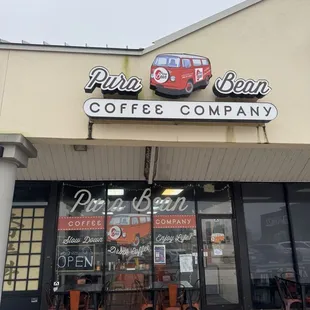 Pura Bean
COFFEE COMPANY
Pura Bean
COFFEE COMPANY
Slow Down
Enjoy Life
OPEN